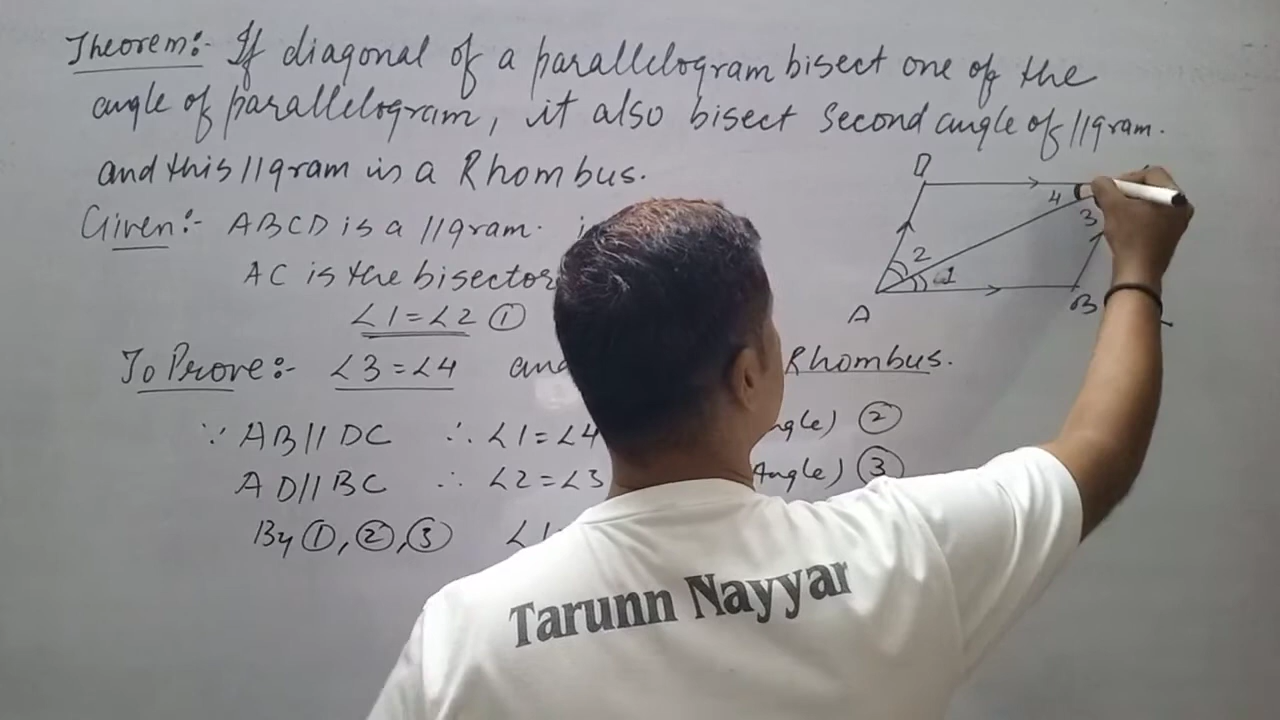 Theorem:- If diagonal of a parallelogram bisect one of the
angle of parallelogram, it also bisect Second angle of ||gram.
and this ||gram is a Rhombus.
Given:- ABCD is a ||gram.
AC is the bisector
∠1=∠2 ①
To Prove:- ∠3=∠4 and Rhombus.
∵ AB||DC ∴ ∠1=∠4 ②
AD||BC ∴ ∠2=∠3 Angle) ③
By ①,②,③ ∠1
D
4
3
2
1
A
B
Tarunn Nayyar